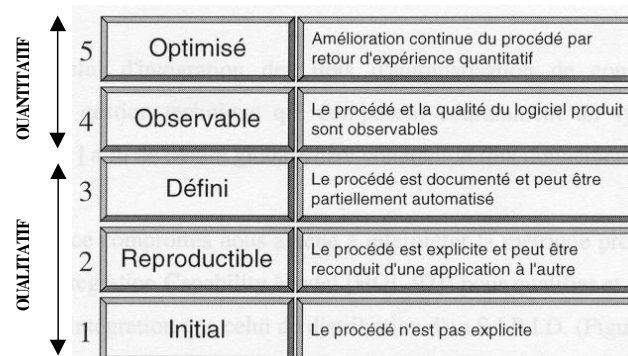 QUANTITATIF
5
Optimisé
Amélioration continue du procédé par
retour d'expérience quantitatif
4
Observable
Le procédé et la qualité du logiciel produit
sont observables
QUALITATIF
3
Défini
Le procédé est documenté et peut être
partiellement automatisé
2
Reproductible
Le procédé est explicite et peut être
reconduit d'une application à l'autre
1
Initial
Le procédé n'est pas explicite